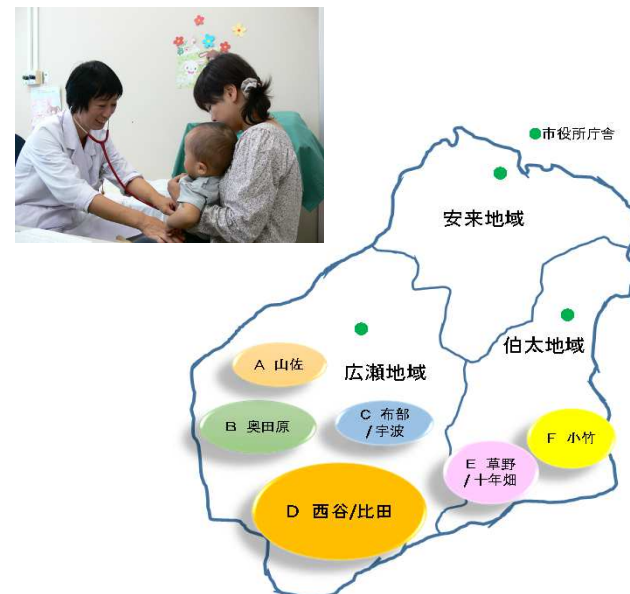 ●市役所庁舎
安来地域
伯太地域
広瀬地域
A 山佐
B 奥田原
C 布部
/宇波
D 西谷/比田
E 草野
/十年畑
F 小竹